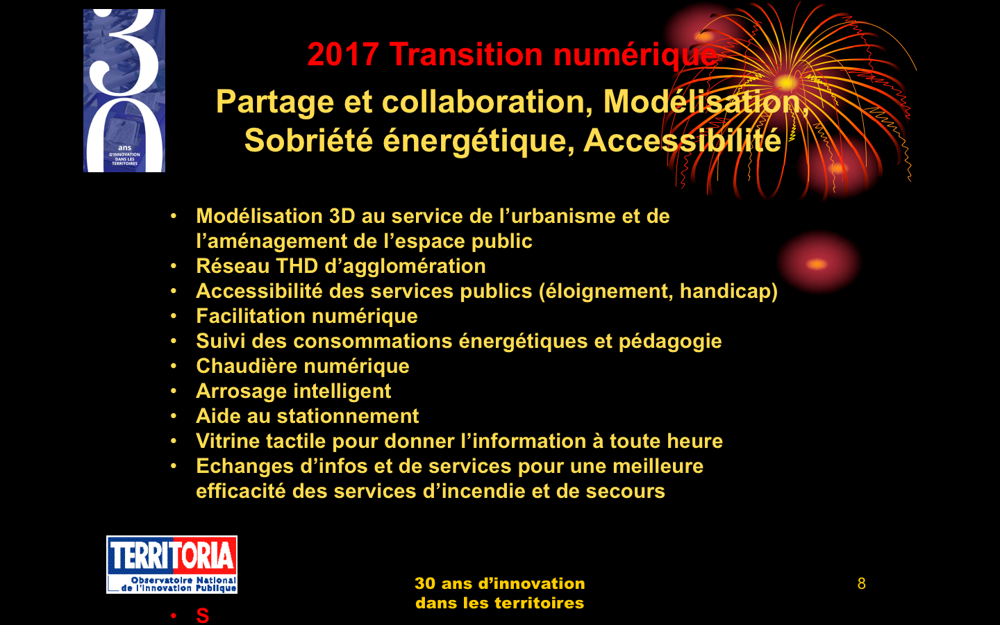 30
ans
D'INNOVATION
DANS LES
TERRITOIRES
2017 Transition numérique
Partage et collaboration, Modélisation,
Sobriété énergétique, Accessibilité
• Modélisation 3D au service de l’urbanisme et de
l’aménagement de l’espace public
• Réseau THD d’agglomération
• Accessibilité des services publics (éloignement, handicap)
• Facilitation numérique
• Suivi des consommations énergétiques et pédagogie
• Chaudière numérique
• Arrosage intelligent
• Aide au stationnement
• Vitrine tactile pour donner l’information à toute heure
• Echanges d’infos et de services pour une meilleure
efficacité des services d’incendie et de secours
TERRITORIA
Observatoire National
de l'Innovation Publique
30 ans d’innovation
dans les territoires
8
• S